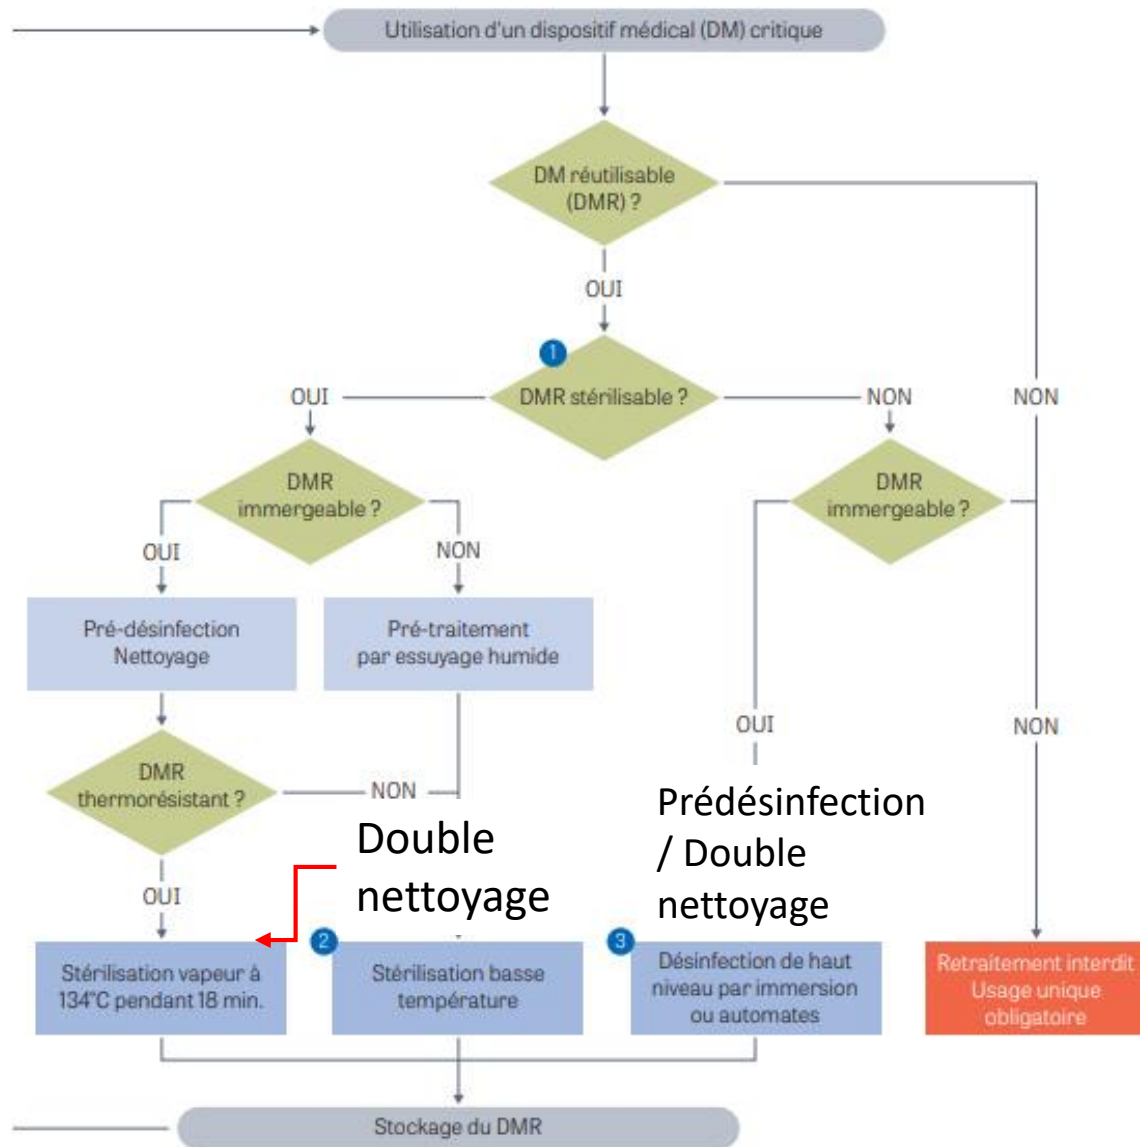 Utilisation d'un dispositif médical (DM) critique
DM réutilisable
(DMR) ?
OUI
1
DMR stérilisable ?
OUI
NON
NON
DMR
immergeable ?
DMR
immergeable ?
OUI
NON
Pré-désinfection
Nettoyage
Pré-traitement
par essuyage humide
OUI
NON
DMR
thermorésistant ?
NON
Double
nettoyage
Prédésinfection
/ Double
nettoyage
OUI
2
3
Stérilisation vapeur à
134°C pendant 18 min.
Stérilisation basse
température
Désinfection de haut
niveau par immersion
ou automates
Retraitement interdit
Usage unique
obligatoire
Stockage du DMR